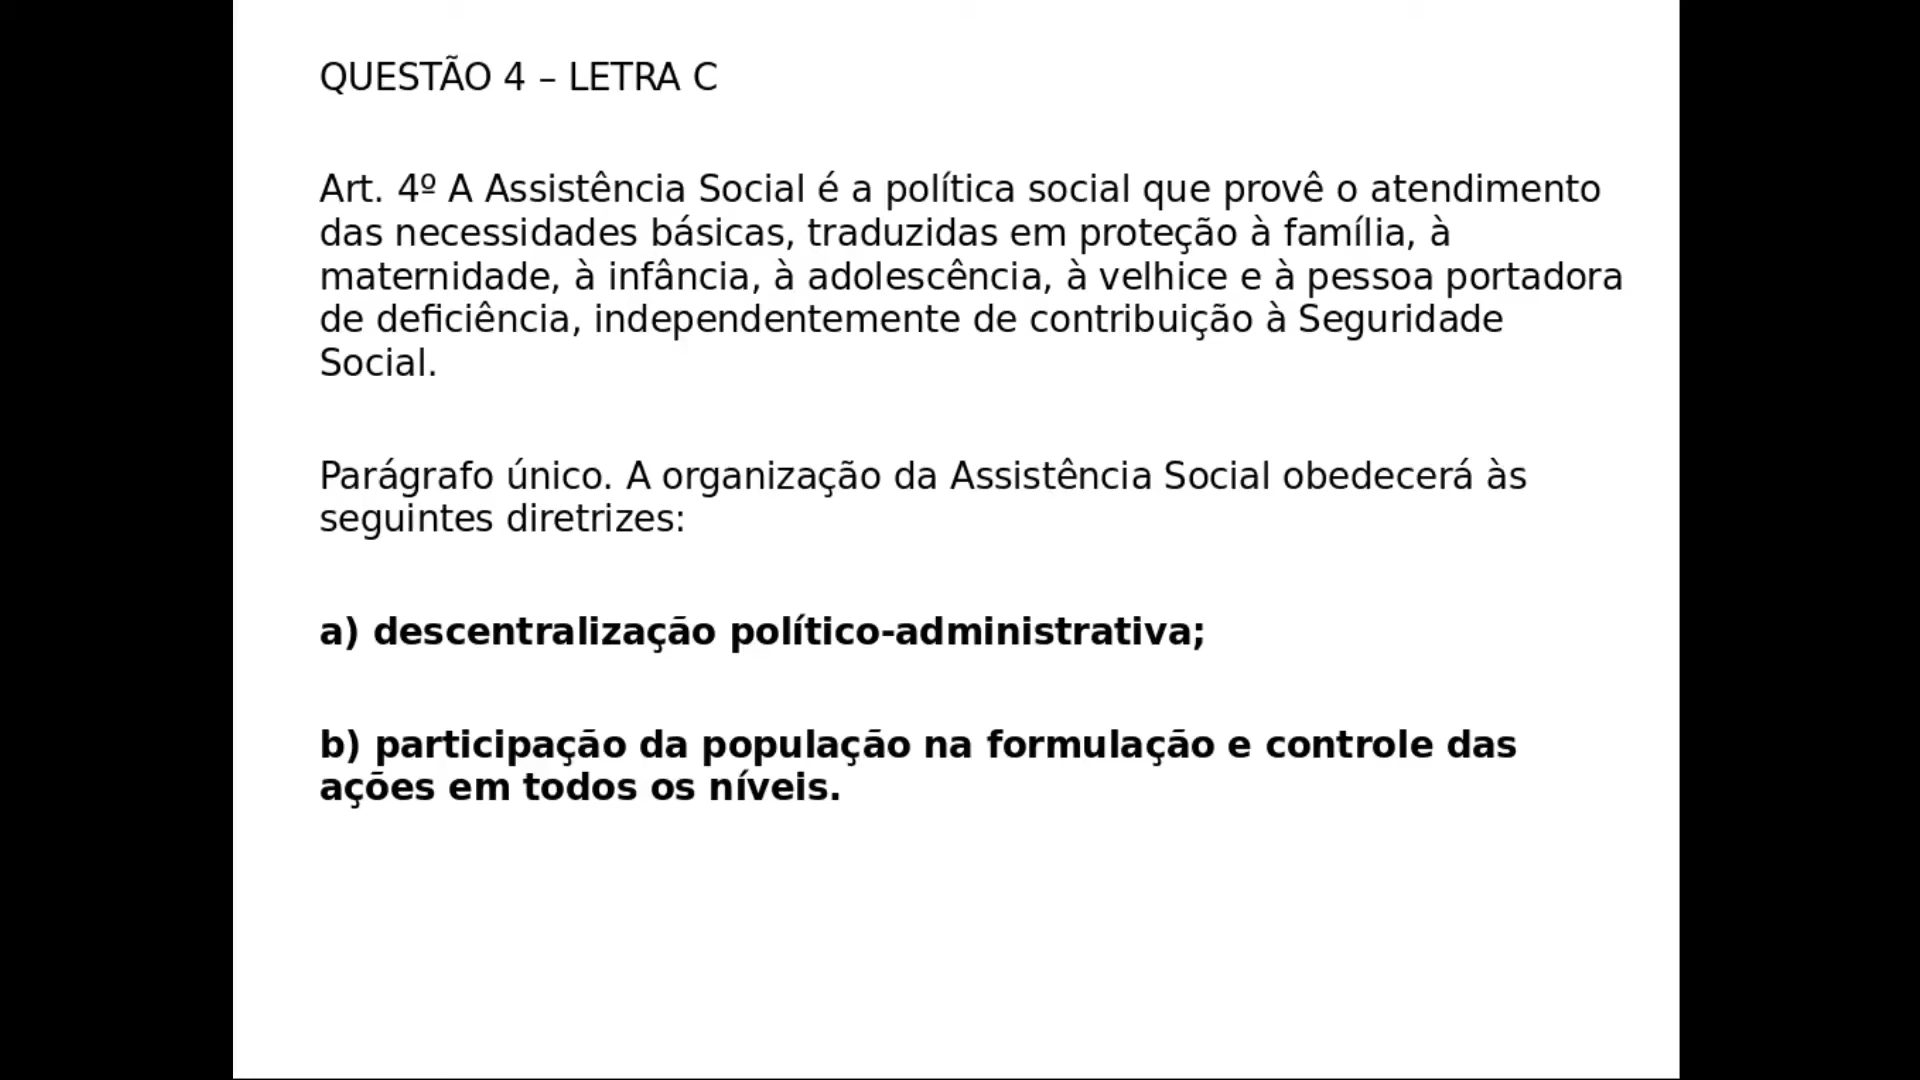 QUESTÃO 4 – LETRA C
Art. 4º A Assistência Social é a política social que provê o atendimento
das necessidades básicas, traduzidas em proteção à família, à
maternidade, à infância, à adolescência, à velhice e à pessoa portadora
de deficiência, independentemente de contribuição à Seguridade
Social.
Parágrafo único. A organização da Assistência Social obedecerá às
seguintes diretrizes:
a) descentralização político-administrativa;
b) participação da população na formulação e controle das
ações em todos os níveis.